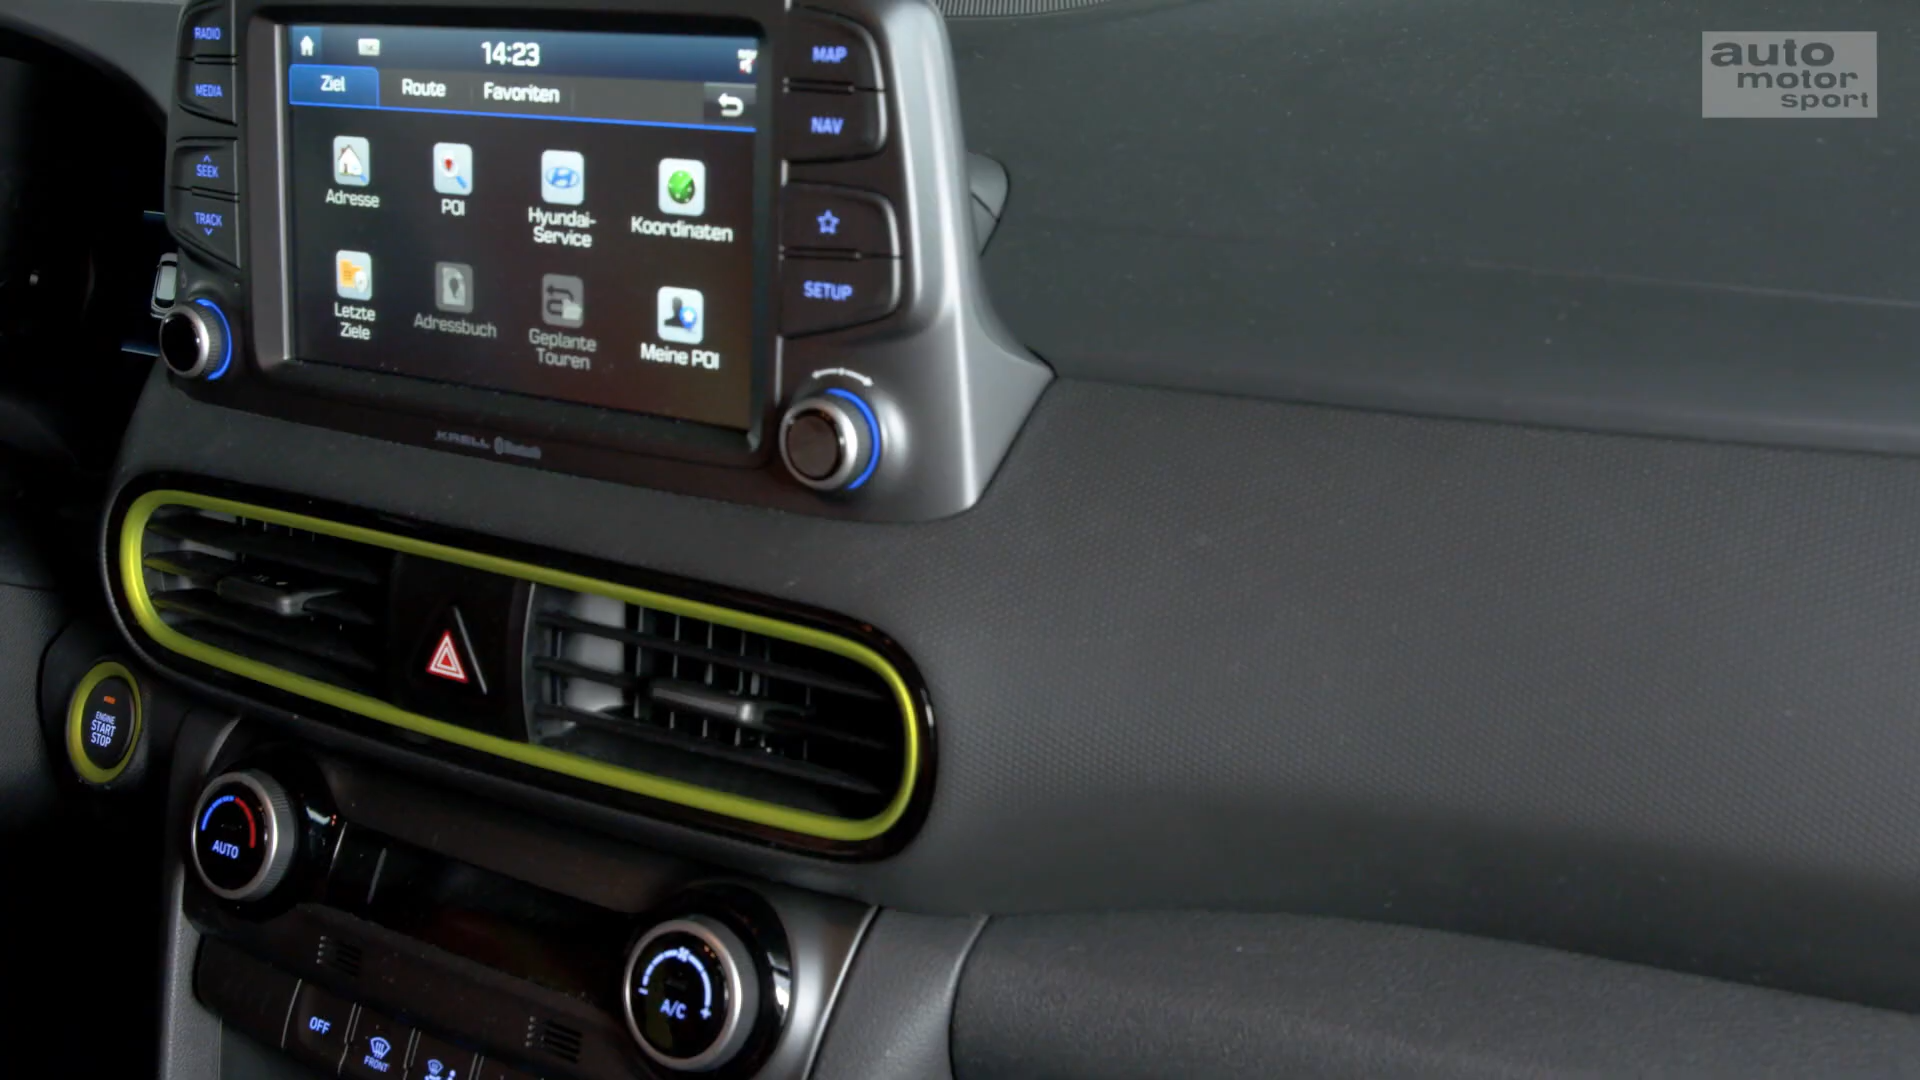 auto
motor
sport
RADIO
MEDIA
SEEK
TRACK
14:23
Ziel
Route
Favoriten
Adresse
POI
Hyundai-
Service
Koordinaten
Letzte
Ziele
Adressbuch
Geplante
Touren
Meine POI
MAP
NAV
SETUP
KRELL Bluetooth
ENGINE
START
STOP
AUTO
A/C
OFF
FRONT